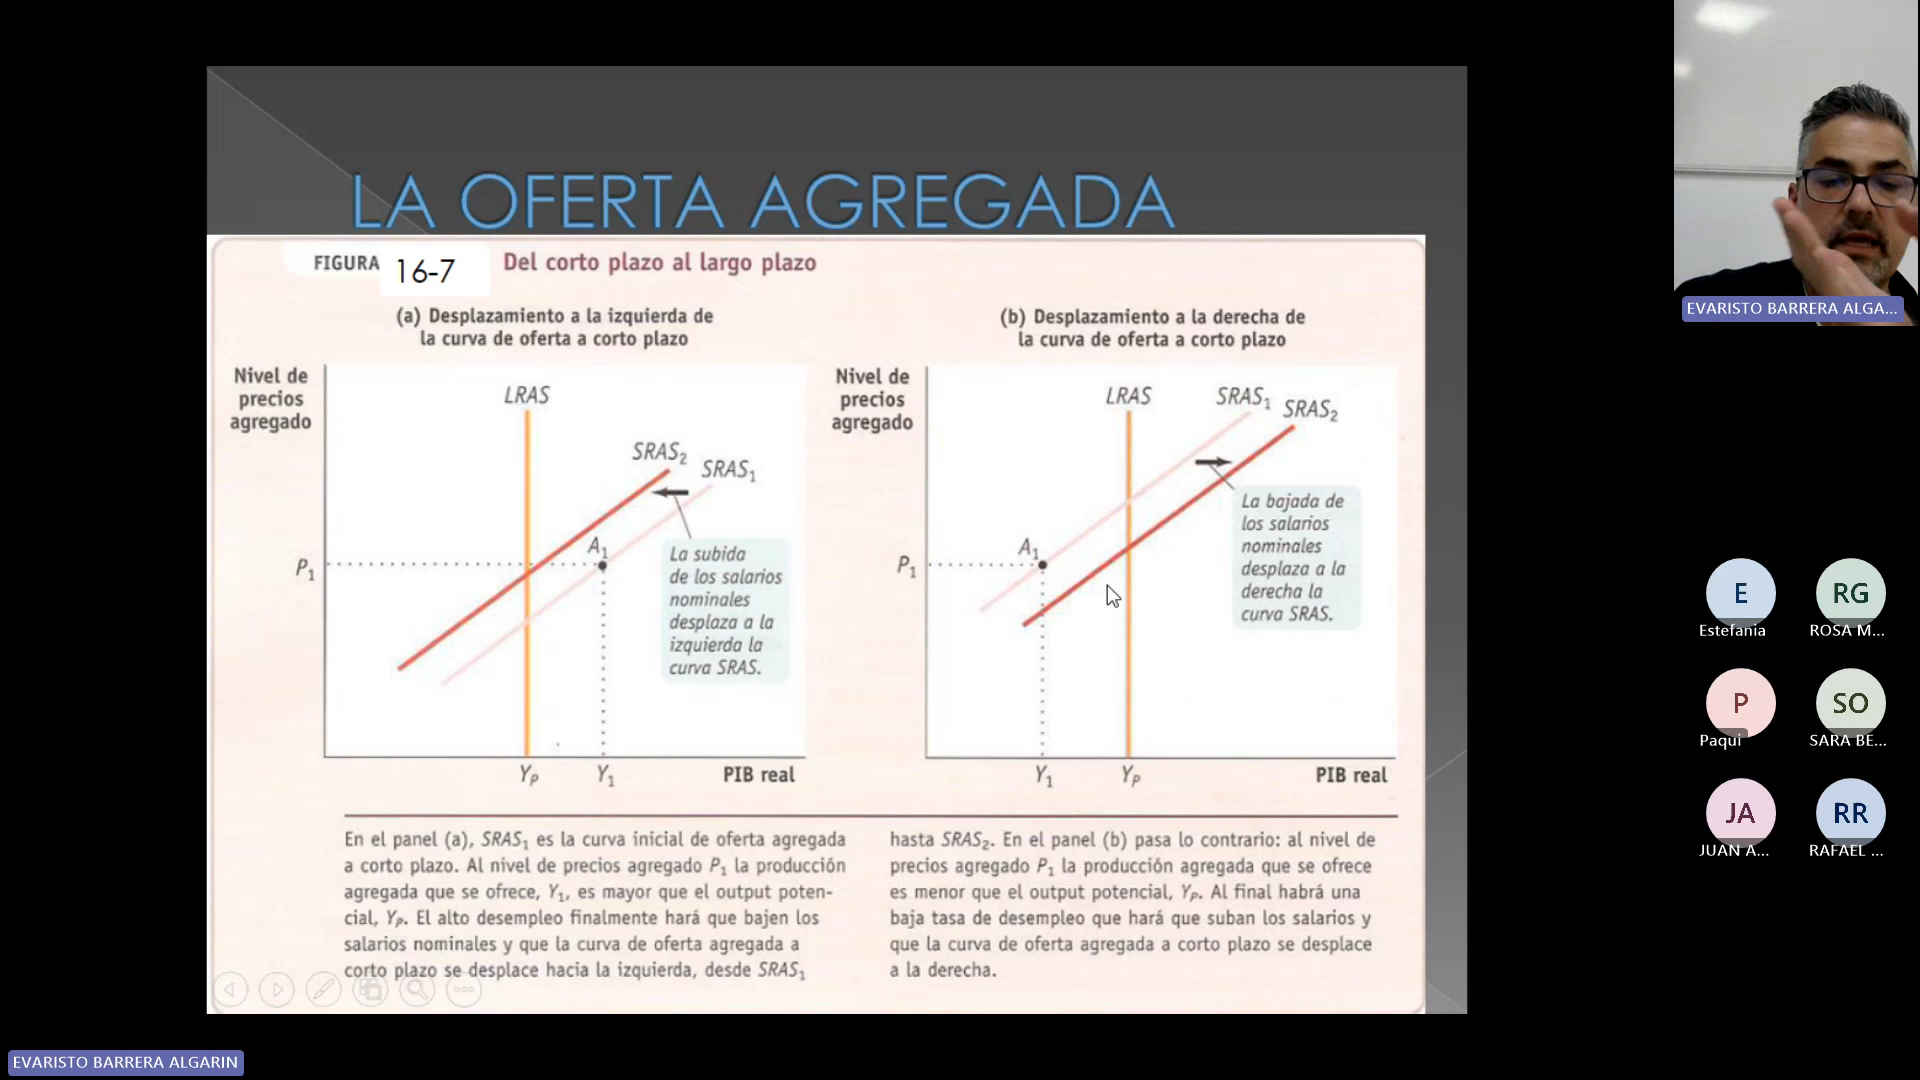 LA OFERTA AGREGADA
FIGURA 16-7 Del corto plazo al largo plazo
(a) Desplazamiento a la izquierda de
la curva de oferta a corto plazo
Nivel de
precios
agregado
LRAS
SRAS2
SRAS1
A1
P1
La subida
de los salarios
nominales
desplaza a la
izquierda la
curva SRAS.
YP
Y1
PIB real
(b) Desplazamiento a la derecha de
la curva de oferta a corto plazo
Nivel de
precios
agregado
LRAS
SRAS1
SRAS2
A1
P1
La bajada de
los salarios
nominales
desplaza a la
derecha la
curva SRAS.
Y1
YP
PIB real
En el panel (a), SRAS1 es la curva inicial de oferta agregada
a corto plazo. Al nivel de precios agregado P1 la producción
agregada que se ofrece, Y1, es mayor que el output poten-
cial, YP. El alto desempleo finalmente hará que bajen los
salarios nominales y que la curva de oferta agregada a
corto plazo se desplace hacia la izquierda, desde SRAS1
hasta SRAS2. En el panel (b) pasa lo contrario: al nivel de
precios agregado P1 la producción agregada que se ofrece
es menor que el output potencial, YP. Al final habrá una
baja tasa de desempleo que hará que suban los salarios y
que la curva de oferta agregada a corto plazo se desplace
a la derecha.
EVARISTO BARRERA ALGA...
E
Estefania
RG
ROSA M...
P
Paqui
SO
SARA BE...
JA
JUAN A...
RR
RAFAEL ...
EVARISTO BARRERA ALGARIN